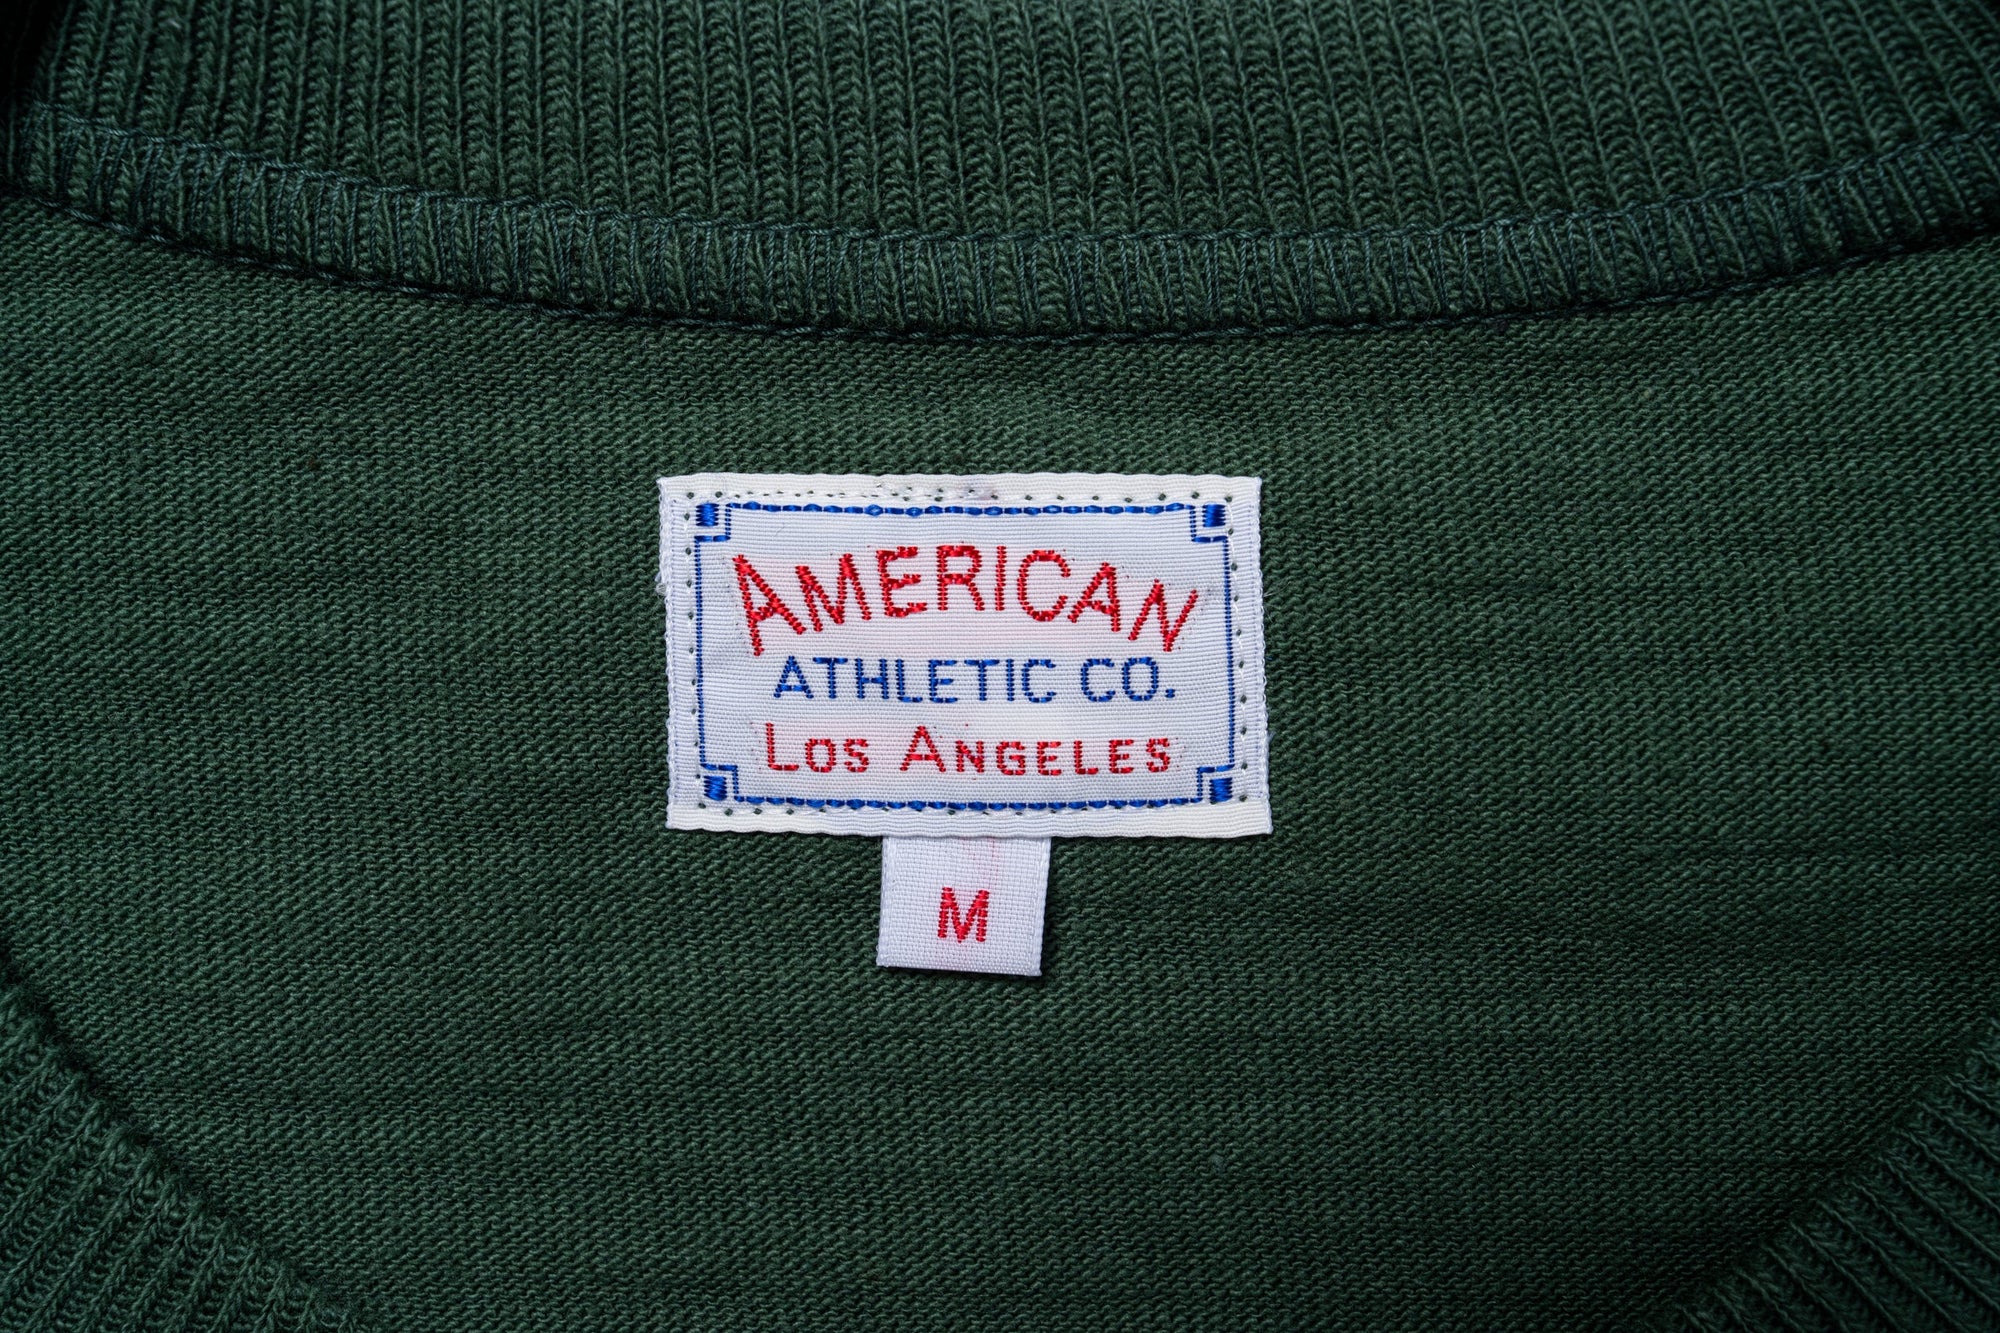 AMERICAN
ATHLETIC CO.
LOS ANGELES
M